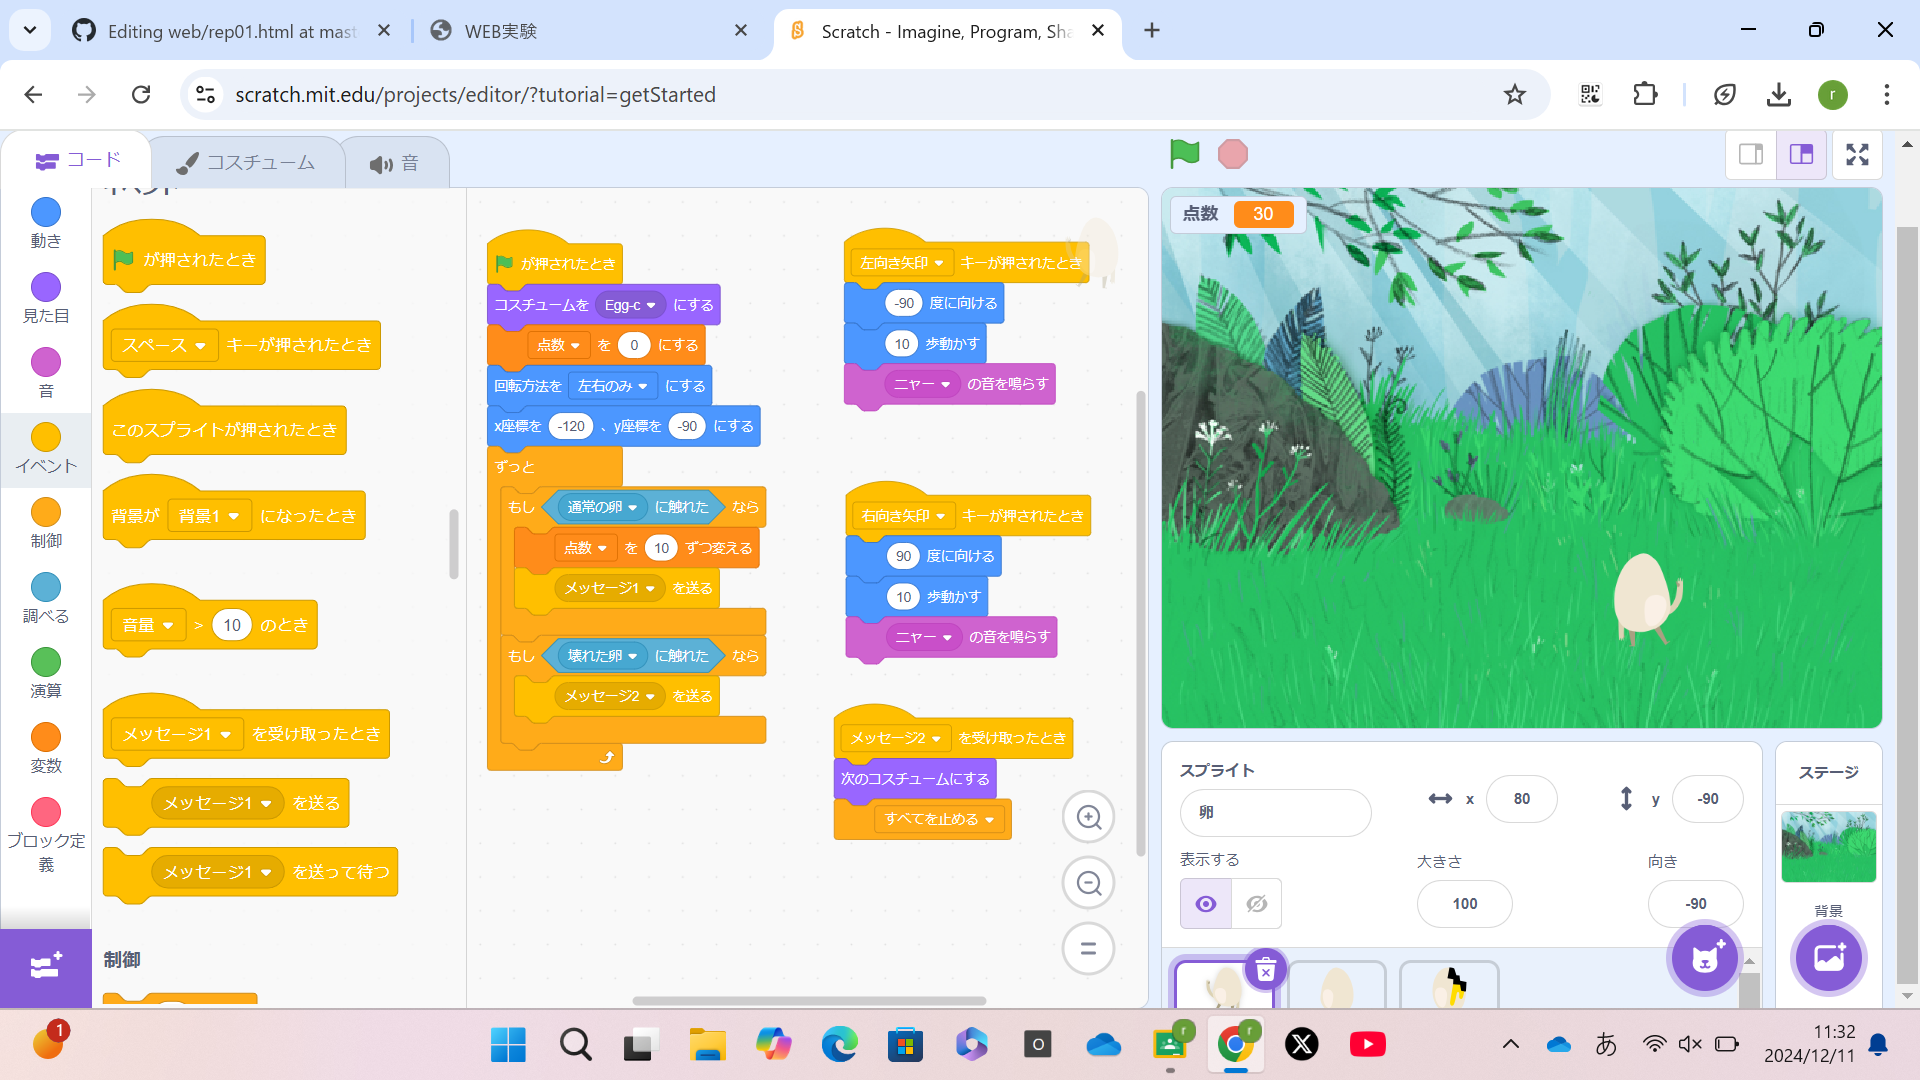 Editing web/rep01.html at mast
WEB実験
Scratch - Imagine, Program, Sha
scratch.mit.edu/projects/editor/?tutorial=getStarted
r
コード
コスチューム
音
動き
見た目
音
イベント
制御
調べる
演算
変数
ブロック定
義
イベント
が押されたとき
スペース キーが押されたとき
このスプライトが押されたとき
背景が 背景1 になったとき
音量 > 10 のとき
メッセージ1 を受け取ったとき
メッセージ1 を送る
メッセージ1 を送って待つ
制御
が押されたとき
コスチュームを Egg-c にする
点数 を 0 にする
回転方法を 左右のみ にする
x座標を -120 、y座標を -90 にする
ずっと
もし 通常の卵 に触れた なら
点数 を 10 ずつ変える
メッセージ1 を送る
もし 壊れた卵 に触れた なら
メッセージ2 を送る
左向き矢印 キーが押されたとき
-90 度に向ける
10 歩動かす
ニャー の音を鳴らす
右向き矢印 キーが押されたとき
90 度に向ける
10 歩動かす
ニャー の音を鳴らす
メッセージ2 を受け取ったとき
次のコスチュームにする
すべてを止める
点数 30
スプライト
卵
x 80
y -90
表示する
大きさ
100
向き
-90
ステージ
背景
1
O
r
r
X
あ
11:32
2024/12/11